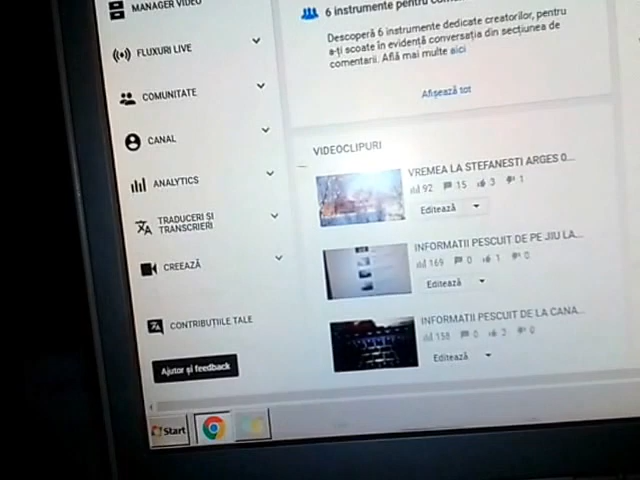 MANAGER VIDEO
FLUXURI LIVE
COMUNITATE
CANAL
ANALYTICS
TRADUCERI ȘI
TRANSCRIERI
CREEAZĂ
CONTRIBUȚIILE TALE
Ajutor și feedback
Start
6 instrumente pentru
Descoperă 6 instrumente dedicate creatorilor, pentru
a-ți scoate în evidență conversația din secțiunea de
comentarii. Află mai multe aici
Afișează tot
VIDEOCLIPURI
VREMEA LA STEFANESTI ARGES 0...
92 15 3 1
Editează
INFORMATII PESCUIT DE PE JIU LA...
169 0 1 0
Editează
INFORMATII PESCUIT DE LA CANA...
158 0 0
Editează